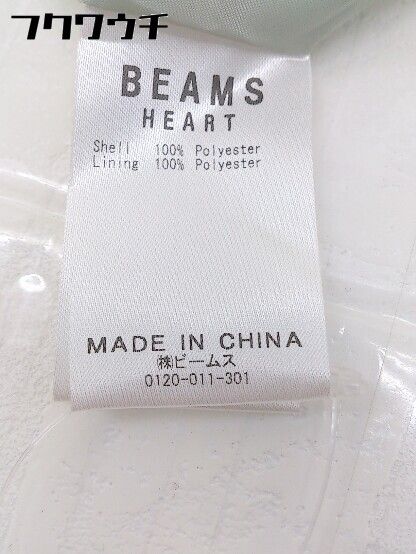 フクウウチ
BEAMS
HEART
Shell 100% Polyester
Lining 100% Polyester
MADE IN CHINA
㈱ビームス
0120-011-301